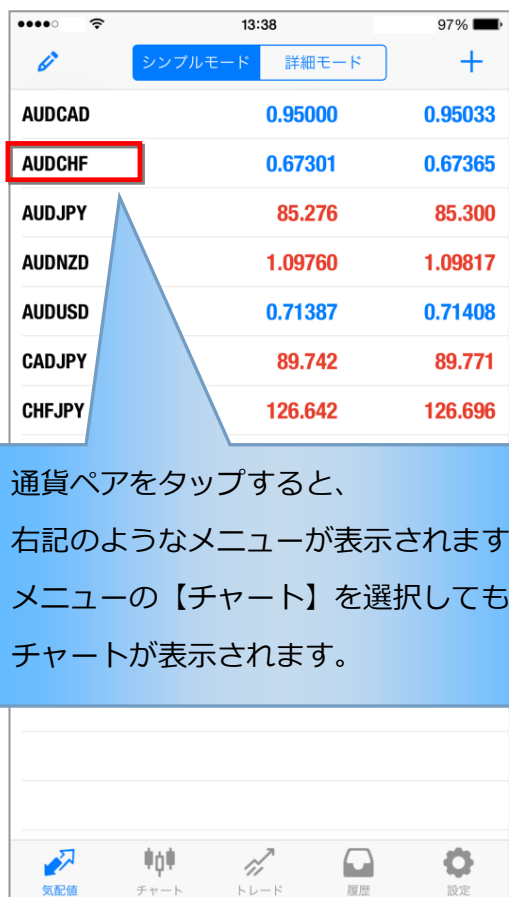 13:38 97%
シンプルモード 詳細モード
AUDCAD 0.95000 0.95033
AUDCHF 0.67301 0.67365
AUDJPY 85.276 85.300
AUDNZD 1.09760 1.09817
AUDUSD 0.71387 0.71408
CADJPY 89.742 89.771
CHFJPY 126.642 126.696
通貨ペアをタップすると、
右記のようなメニューが表示されます
メニューの【チャート】を選択しても
チャートが表示されます。
気配値 チャート トレード 履歴 設定